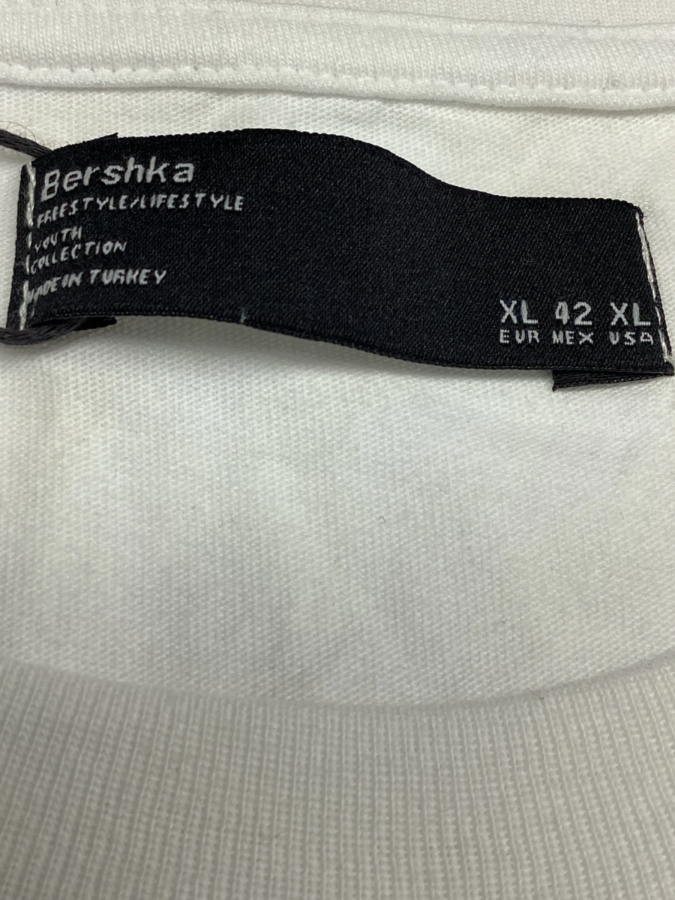 Bershka
FREESTYLE/LIFESTYLE
YOUTH
COLLECTION
MADE IN TURKEY
XL 42 XL
EUR MEX USA